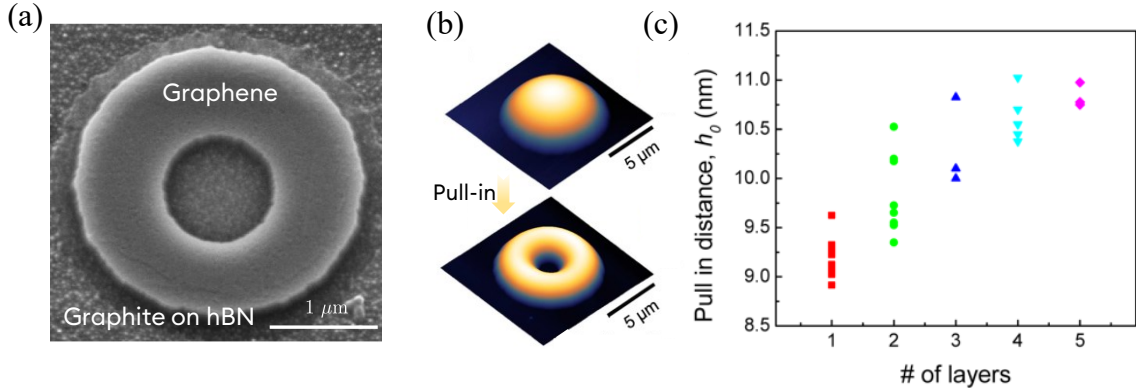 (a)
Graphene
Graphite on hBN
1 μm
(b)
5 μm
Pull-in
5 μm
(c)
Pull in distance, h₀ (nm)
11.5
11.0
10.5
10.0
9.5
9.0
8.5
1 2 3 4 5
# of layers